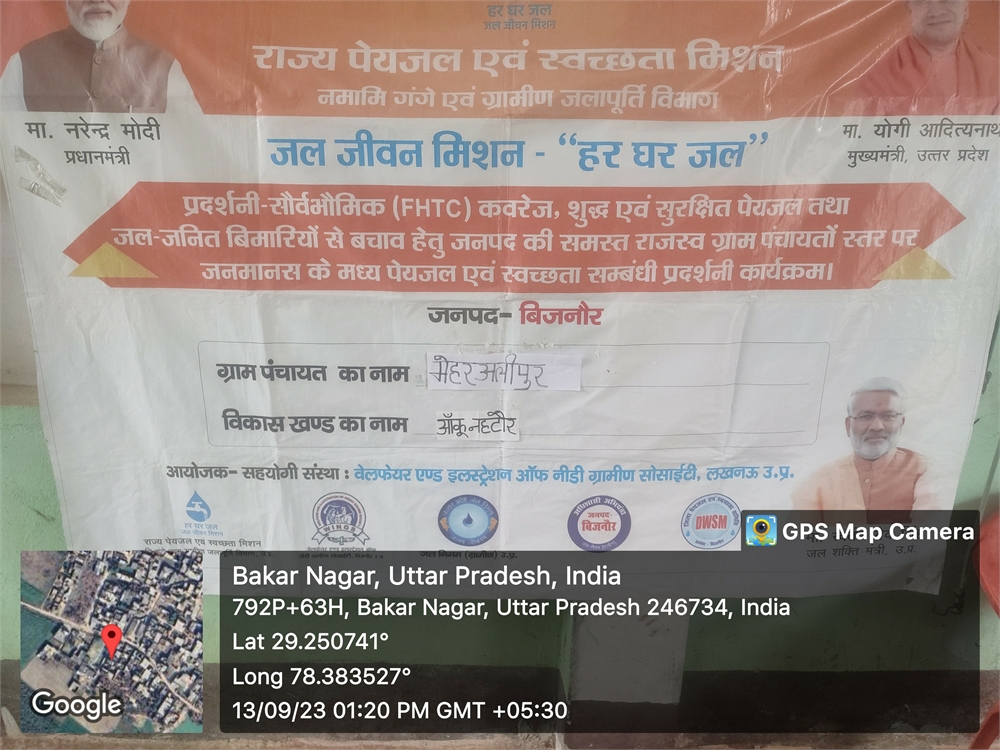 हर घर जल
जल जीवन मिशन
राज्य पेयजल एवं स्वच्छता मिशन
नमामि गंगे एवं ग्रामीण जलापूर्ति विभाग
मा. नरेन्द्र मोदी
प्रधानमंत्री
मा. योगी आदित्यनाथ
मुख्यमंत्री, उत्तर प्रदेश
जल जीवन मिशन - “हर घर जल”
प्रदर्शनी-सौर्वभौमिक (FHTC) कवरेज, शुद्ध एवं सुरक्षित पेयजल तथा
जल-जनित बिमारियों से बचाव हेतु जनपद की समस्त राजस्व ग्राम पंचायतों स्तर पर
जनमानस के मध्य पेयजल एवं स्वच्छता सम्बंधी प्रदर्शनी कार्यक्रम।
जनपद- बिजनौर
ग्राम पंचायत का नाम मेहरअलीपुर
विकास खण्ड का नाम आँकू नहटौर
आयोजक- सहयोगी संस्था : वेलफेयर एण्ड इलस्ट्रेशन ऑफ नीडी ग्रामीण सोसाईटी, लखनऊ उ.प्र.
हर घर जल
जल जीवन मिशन
राज्य पेयजल एवं स्वच्छता मिशन
WINGS
जनपद-
बिजनौर
DWSM
जल शक्ति मंत्री, उ.प्र.
GPS Map Camera
Bakar Nagar, Uttar Pradesh, India
792P+63H, Bakar Nagar, Uttar Pradesh 246734, India
Lat 29.250741°
Long 78.383527°
13/09/23 01:20 PM GMT +05:30
Google